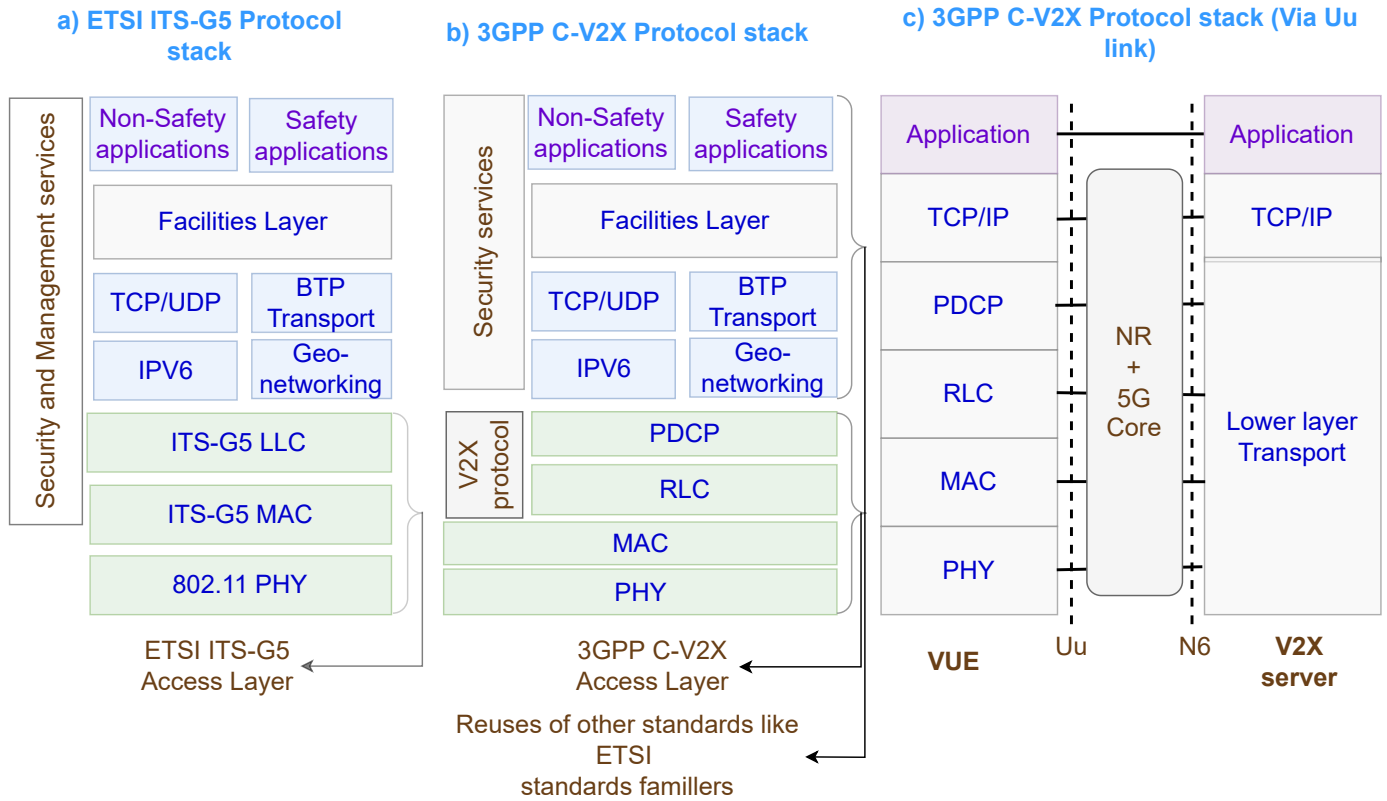 a) ETSI ITS-G5 Protocol
stack
Security and Management services
Non-Safety
applications
Safety
applications
Facilities Layer
TCP/UDP
BTP
Transport
IPV6
Geo-
networking
ITS-G5 LLC
ITS-G5 MAC
802.11 PHY
ETSI ITS-G5
Access Layer
b) 3GPP C-V2X Protocol stack
Security services
Non-Safety
applications
Safety
applications
Facilities Layer
TCP/UDP
BTP
Transport
IPV6
Geo-
networking
V2X
protocol
PDCP
RLC
MAC
PHY
3GPP C-V2X
Access Layer
Reuses of other standards like
ETSI
standards famillers
c) 3GPP C-V2X Protocol stack (Via Uu
link)
Application
TCP/IP
PDCP
RLC
MAC
PHY
VUE
Uu
NR
+
5G
Core
N6
Application
TCP/IP
Lower layer
Transport
V2X
server